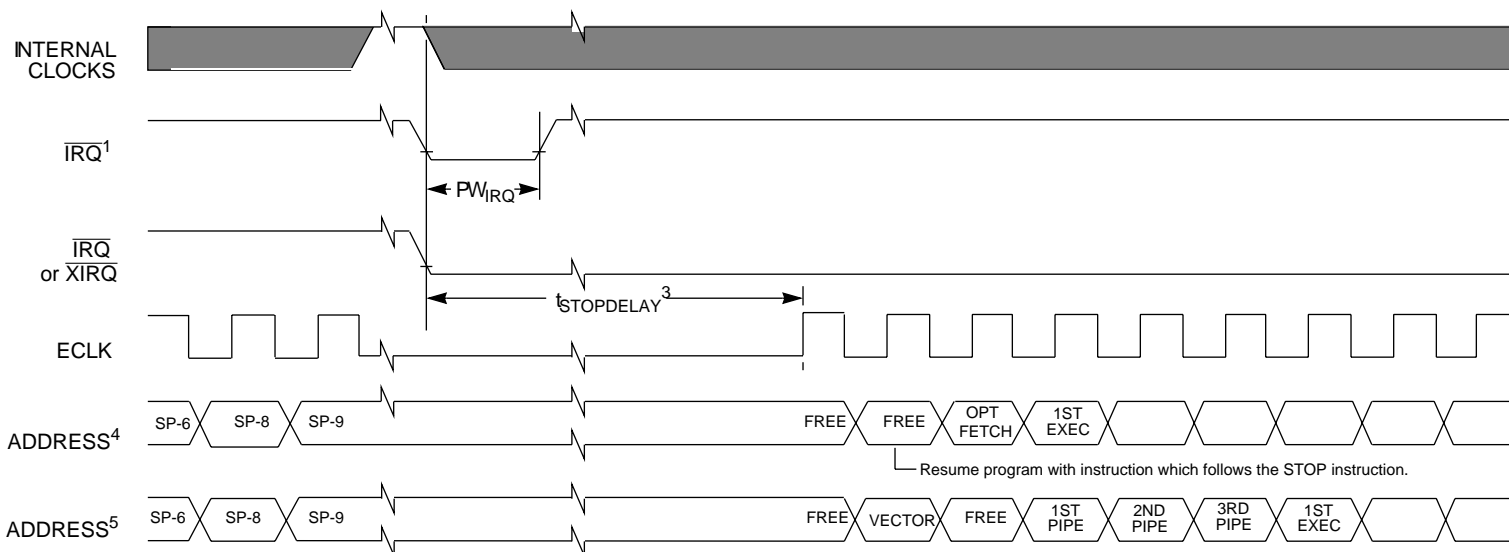 INTERNAL
CLOCKS
IRQ1
PWIRQ
IRQ
or XIRQ
tSTOPDELAY3
ECLK
ADDRESS4
SP-6 SP-8 SP-9 FREE FREE OPT FETCH 1ST EXEC
Resume program with instruction which follows the STOP instruction.
ADDRESS5
SP-6 SP-8 SP-9 FREE VECTOR FREE 1ST PIPE 2ND PIPE 3RD PIPE 1ST EXEC